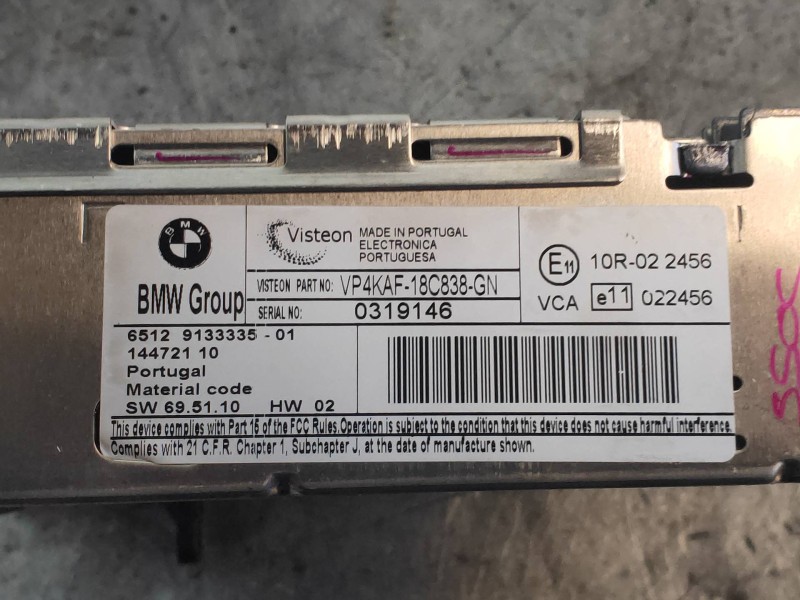 BMW
BMW Group
Visteon
MADE IN PORTUGAL
ELECTRONICA
PORTUGUESA
VISTEON PART NO: VP4KAF-18C838-GN
SERIAL NO: 0319146
E11 10R-02 2456
VCA e11 022456
6512 9133335-01
144721 10
Portugal
Material code
SW 69.51.10 HW 02
This device complies with Part 15 of the FCC Rules.Operation is subject to the condition that this device does not cause harmful interference.
Complies with 21 C.F.R. Chapter 1, Subchapter J, at the date of manufacture shown.